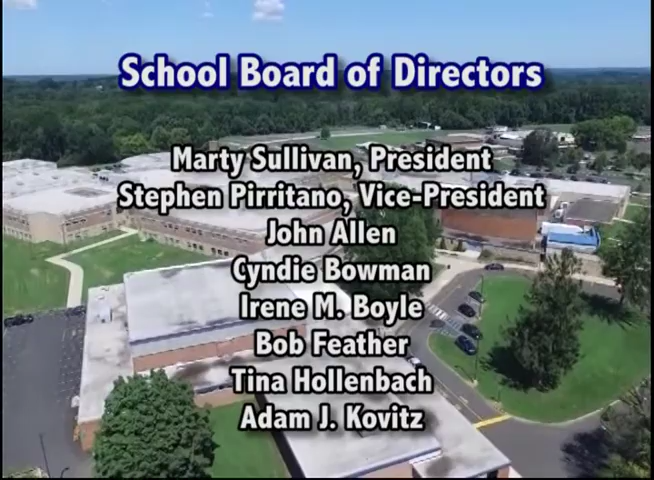 School Board of Directors
Marty Sullivan, President
Stephen Pirritano, Vice-President
John Allen
Cyndie Bowman
Irene M. Boyle
Bob Feather
Tina Hollenbach
Adam J. Kovitz